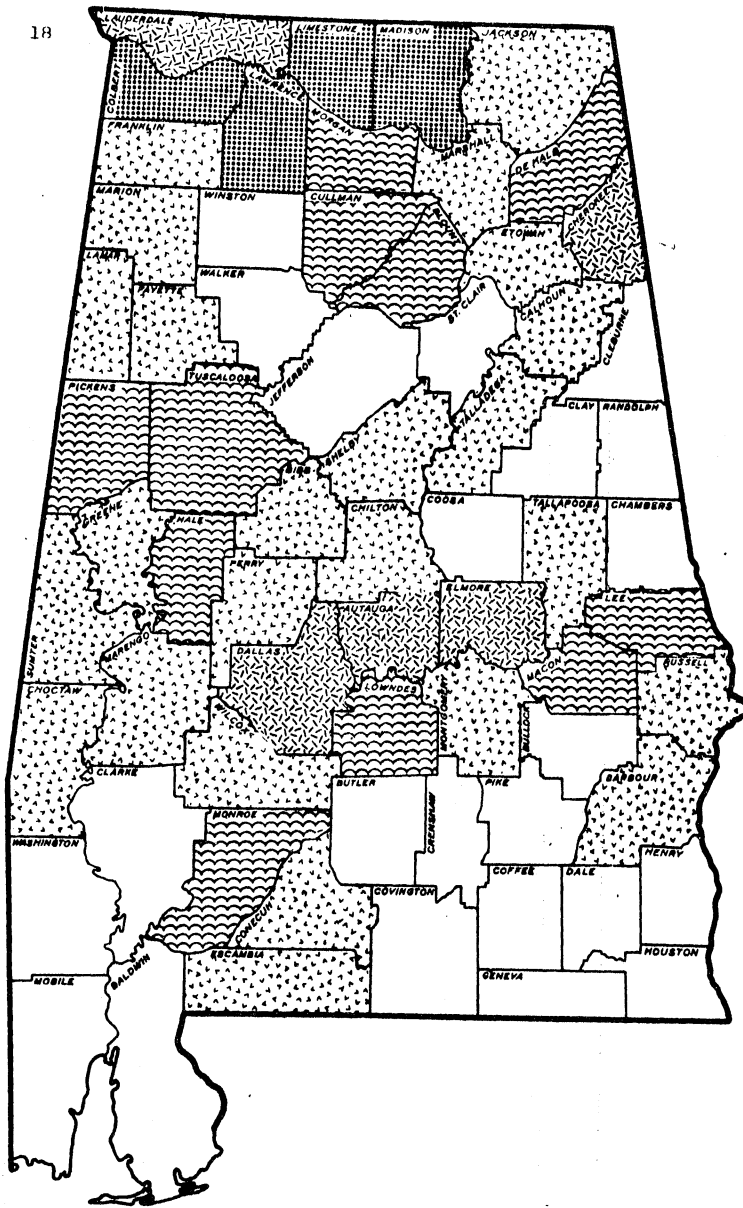 18
LAUDERDALE
LIMESTONE
MADISON
JACKSON
COLBERT
LAWRENCE
MORGAN
FRANKLIN
MARSHALL
DE KALB
CHEROKEE
MARION
WINSTON
CULLMAN
BLOUNT
ETOWAH
LAMAR
WALKER
FAYETTE
ST. CLAIR
CALHOUN
CLEBURNE
JEFFERSON
PICKENS
TUSCALOOSA
TALLADEGA
CLAY
RANDOLPH
BIBB
SHELBY
GREENE
HALE
CHILTON
COOSA
TALLAPOOSA
CHAMBERS
PERRY
SUMTER
MARENGO
AUTAUGA
ELMORE
LEE
DALLAS
MACON
RUSSELL
CHOCTAW
WILCOX
LOWNDES
MONTGOMERY
BULLOCK
CLARKE
BUTLER
CRENSHAW
PIKE
BARBOUR
MONROE
WASHINGTON
HENRY
CONECUH
COVINGTON
COFFEE
DALE
ESCAMBIA
HOUSTON
MOBILE
BALDWIN
GENEVA